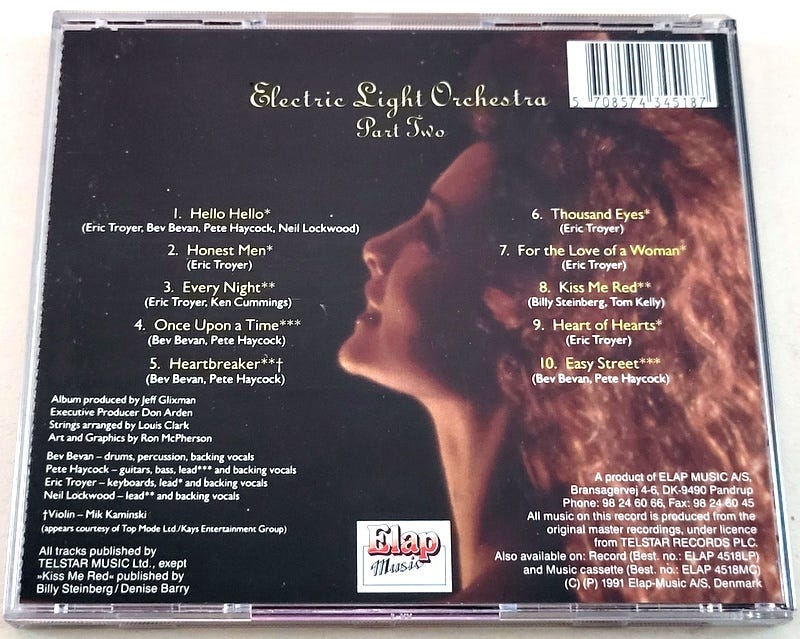 Electric Light Orchestra
Part Two
5 708574 345187
1. Hello Hello*
(Eric Troyer, Bev Bevan, Pete Haycock, Neil Lockwood)
2. Honest Men*
(Eric Troyer)
3. Every Night**
(Eric Troyer, Ken Cummings)
4. Once Upon a Time***
(Bev Bevan, Pete Haycock)
5. Heartbreaker**†
(Bev Bevan, Pete Haycock)
6. Thousand Eyes*
(Eric Troyer)
7. For the Love of a Woman*
(Eric Troyer)
8. Kiss Me Red**
(Billy Steinberg, Tom Kelly)
9. Heart of Hearts*
(Eric Troyer)
10. Easy Street***
(Bev Bevan, Pete Haycock)
Album produced by Jeff Glixman
Executive Producer Don Arden
Strings arranged by Louis Clark
Art and Graphics by Ron McPherson
Bev Bevan – drums, percussion, backing vocals
Pete Haycock – guitars, bass, lead*** and backing vocals
Eric Troyer – keyboards, lead* and backing vocals
Neil Lockwood – lead** and backing vocals
†Violin – Mik Kaminski
(appears courtesy of Top Mode Ltd./Kays Entertainment Group)
All tracks published by
TELSTAR MUSIC Ltd., exept
»Kiss Me Red« published by
Billy Steinberg / Denise Barry
Elap
Music
A product of ELAP MUSIC A/S,
Bransagervej 4-6, DK-9490 Pandrup
Phone: 98 24 60 66, Fax: 98 24 60 45
All music on this record is produced from the
original master recordings, under licence
from TELSTAR RECORDS PLC.
Also available on: Record (Best. no.: ELAP 4518LP)
and Music cassette (Best. no.: ELAP 4518MC)
(C) (P) 1991 Elap-Music A/S, Denmark